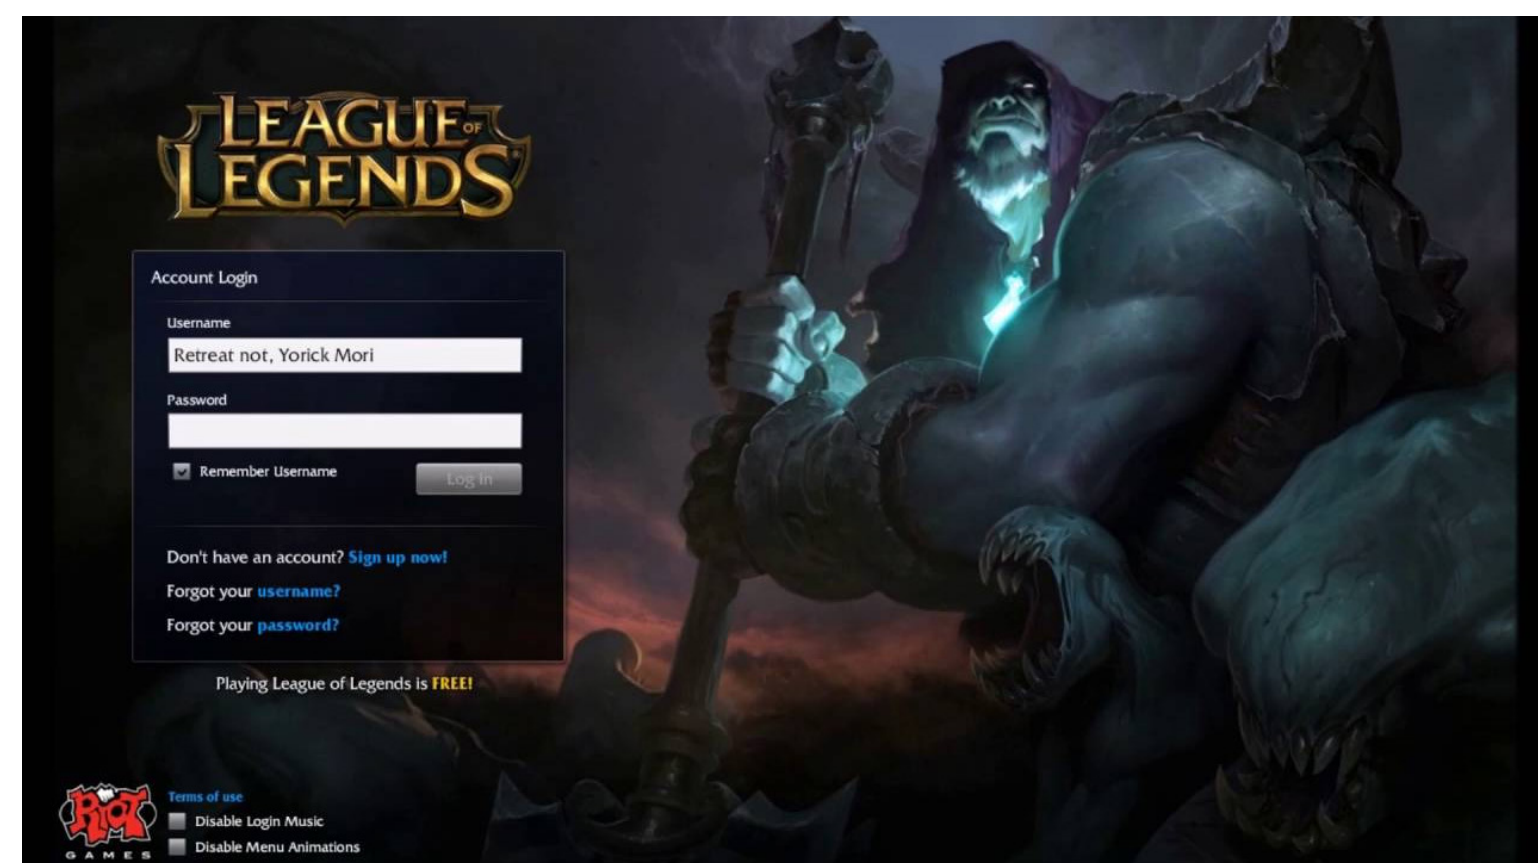 LEAGUE OF
LEGENDS
Account Login
Username
Retreat not, Yorick Mori
Password
Remember Username
Log In
Don't have an account? Sign up now!
Forgot your username?
Forgot your password?
Playing League of Legends is FREE!
RIOT
GAMES
Terms of use
Disable Login Music
Disable Menu Animations